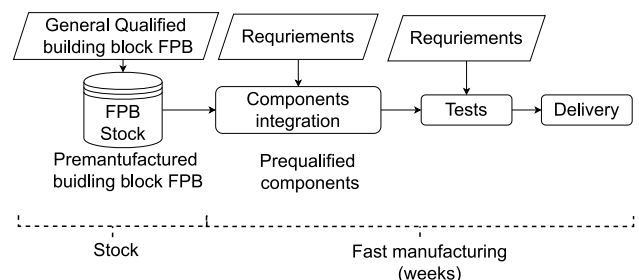 General Qualified
building block FPB
Requriements
Requriements
FPB
Stock
Components
integration
Tests
Delivery
Premantufactured
buidling block FPB
Prequalified
components
Stock
Fast manufacturing
(weeks)